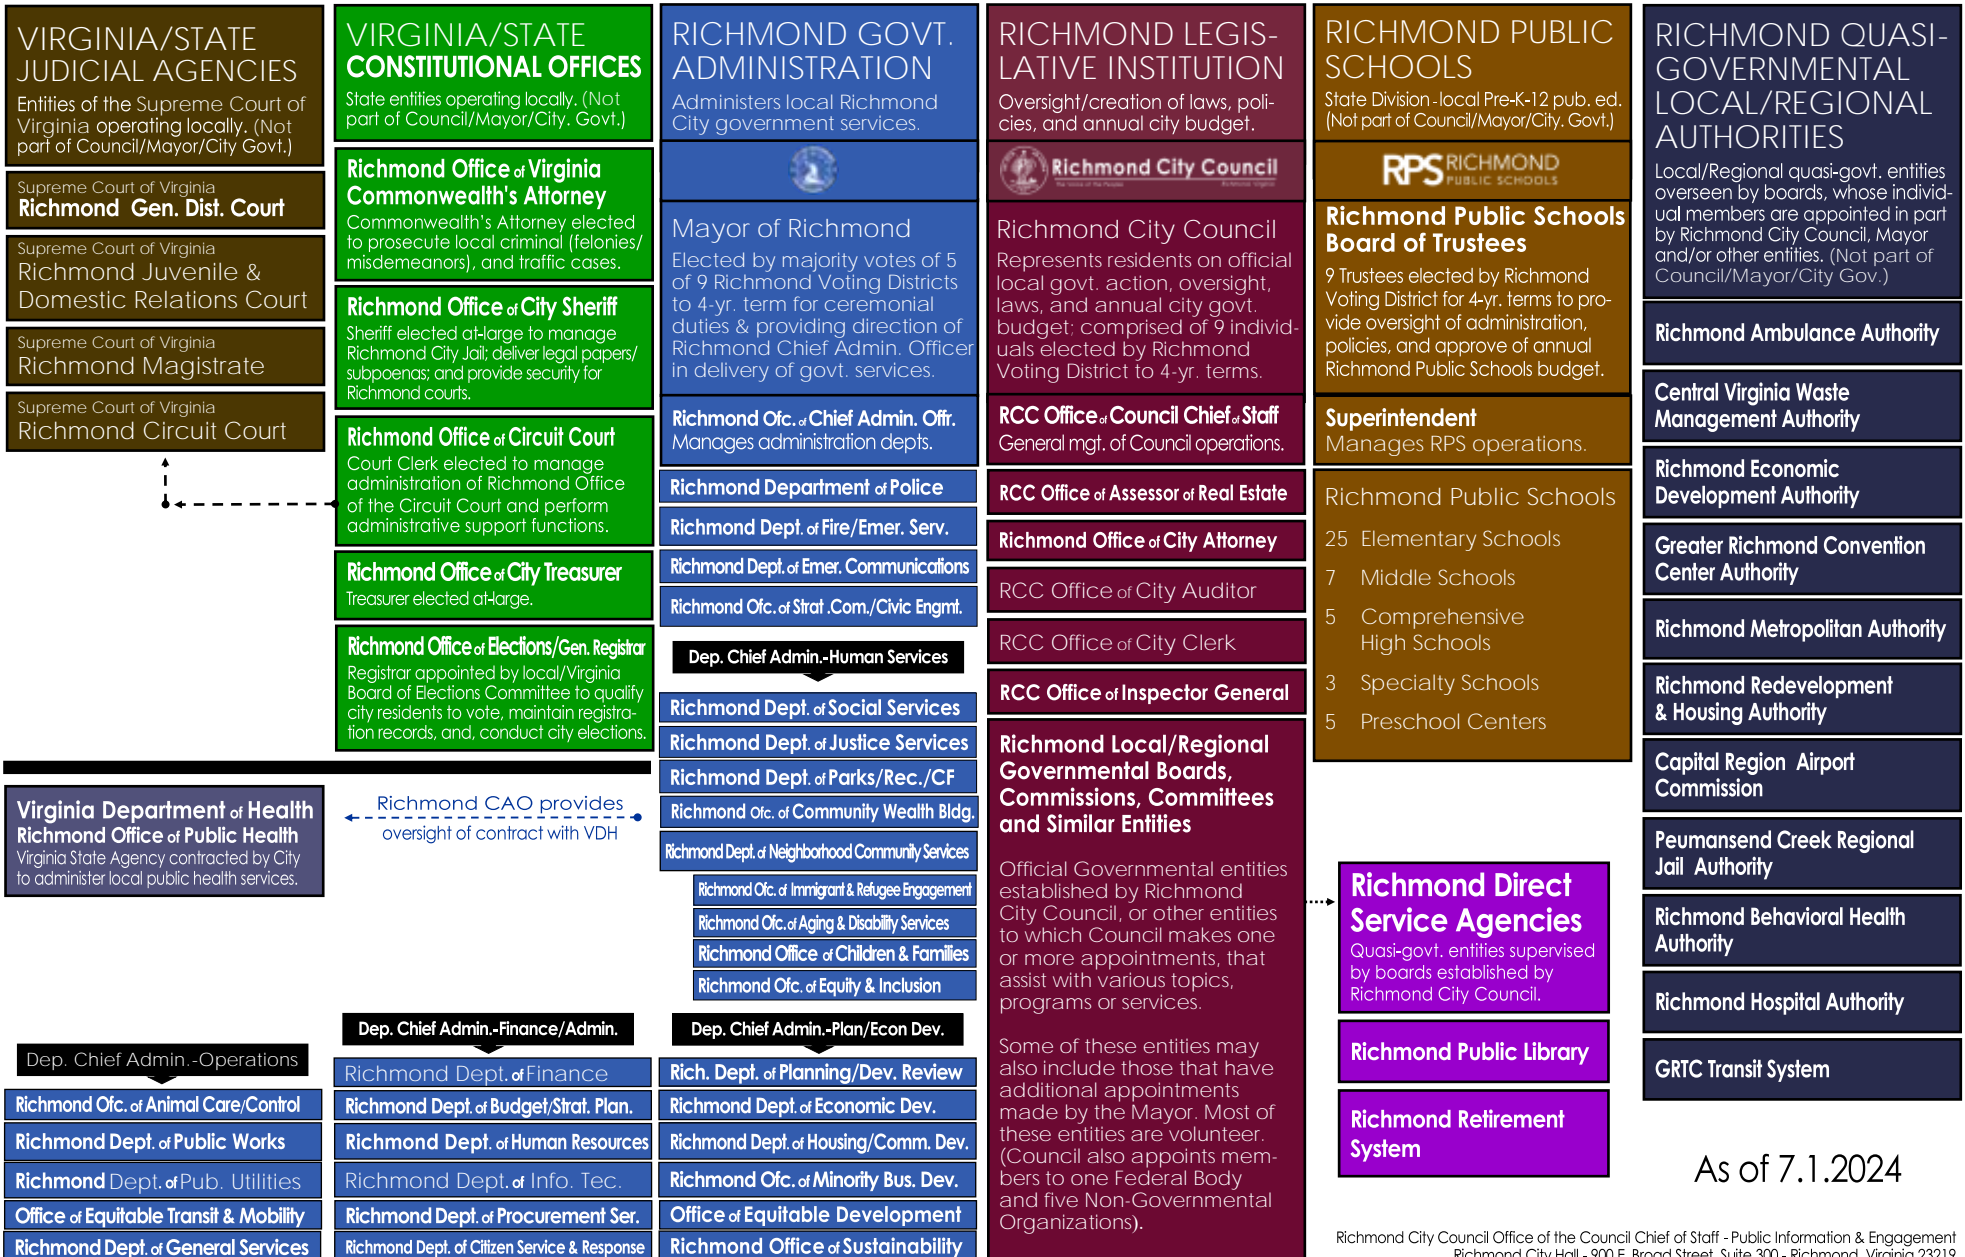 VIRGINIA/STATE
JUDICIAL AGENCIES
Entities of the Supreme Court of
Virginia operating locally. (Not
part of Council/Mayor/City Govt.)
Supreme Court of Virginia
Richmond Gen. Dist. Court
Supreme Court of Virginia
Richmond Juvenile &
Domestic Relations Court
Supreme Court of Virginia
Richmond Magistrate
Supreme Court of Virginia
Richmond Circuit Court
VIRGINIA/STATE
CONSTITUTIONAL OFFICES
State entities operating locally. (Not
part of Council/Mayor/City. Govt.)
Richmond Office of Virginia
Commonwealth's Attorney
Commonwealth's Attorney elected
to prosecute local criminal (felonies/
misdemeanors), and traffic cases.
Richmond Office of City Sheriff
Sheriff elected at-large to manage
Richmond City Jail; deliver legal papers/
subpoenas; and provide security for
Richmond courts.
Richmond Office of Circuit Court
Court Clerk elected to manage
administration of Richmond Office
of the Circuit Court and perform
administrative support functions.
Richmond Office of City Treasurer
Treasurer elected at-large.
Richmond Office of Elections/Gen. Registrar
Registrar appointed by local/Virginia
Board of Elections Committee to qualify
city residents to vote, maintain registra-
tion records, and, conduct city elections.
Virginia Department of Health
Richmond Office of Public Health
Virginia State Agency contracted by City
to administer local public health services.
Richmond CAO provides
oversight of contract with VDH
RICHMOND GOVT.
ADMINISTRATION
Administers local Richmond
City government services.
Mayor of Richmond
Elected by majority votes of 5
of 9 Richmond Voting Districts
to 4-yr. term for ceremonial
duties & providing direction of
Richmond Chief Admin. Officer
in delivery of govt. services.
Richmond Ofc. of Chief Admin. Offr.
Manages administration depts.
Richmond Department of Police
Richmond Dept. of Fire/Emer. Serv.
Richmond Dept. of Emer. Communications
Richmond Ofc. of Strat .Com./Civic Engmt.
Dep. Chief Admin.-Human Services
Richmond Dept. of Social Services
Richmond Dept. of Justice Services
Richmond Dept. of Parks/Rec./CF
Richmond Ofc. of Community Wealth Bldg.
Richmond Dept. of Neighborhood Community Services
Richmond Ofc. of Immigrant & Refugee Engagement
Richmond Ofc. of Aging & Disability Services
Richmond Office of Children & Families
Richmond Ofc. of Equity & Inclusion
Dep. Chief Admin.-Operations
Richmond Ofc. of Animal Care/Control
Richmond Dept. of Public Works
Richmond Dept. of Pub. Utilities
Office of Equitable Transit & Mobility
Richmond Dept. of General Services
Dep. Chief Admin.-Finance/Admin.
Richmond Dept. of Finance
Richmond Dept. of Budget/Strat. Plan.
Richmond Dept. of Human Resources
Richmond Dept. of Info. Tec.
Richmond Dept. of Procurement Ser.
Richmond Dept. of Citizen Service & Response
Dep. Chief Admin.-Plan/Econ Dev.
Rich. Dept. of Planning/Dev. Review
Richmond Dept. of Economic Dev.
Richmond Dept. of Housing/Comm. Dev.
Richmond Ofc. of Minority Bus. Dev.
Office of Equitable Development
Richmond Office of Sustainability
RICHMOND LEGIS-
LATIVE INSTITUTION
Oversight/creation of laws, poli-
cies, and annual city budget.
Richmond City Council
Richmond City Council
Represents residents on official
local govt. action, oversight,
laws, and annual city govt.
budget; comprised of 9 individ-
uals elected by Richmond
Voting District to 4-yr. terms.
RCC Office of Council Chief of Staff
General mgt. of Council operations.
RCC Office of Assessor of Real Estate
Richmond Office of City Attorney
RCC Office of City Auditor
RCC Office of City Clerk
RCC Office of Inspector General
Richmond Local/Regional
Governmental Boards,
Commissions, Committees
and Similar Entities
Official Governmental entities
established by Richmond
City Council, or other entities
to which Council makes one
or more appointments, that
assist with various topics,
programs or services.
Some of these entities may
also include those that have
additional appointments
made by the Mayor. Most of
these entities are volunteer.
(Council also appoints mem-
bers to one Federal Body
and five Non-Governmental
Organizations).
RICHMOND PUBLIC
SCHOOLS
State Division - local Pre-K-12 pub. ed.
(Not part of Council/Mayor/City. Govt.)
RPS RICHMOND
PUBLIC SCHOOLS
Richmond Public Schools
Board of Trustees
9 Trustees elected by Richmond
Voting District for 4-yr. terms to pro-
vide oversight of administration,
policies, and approve of annual
Richmond Public Schools budget.
Superintendent
Manages RPS operations.
Richmond Public Schools
25 Elementary Schools
7 Middle Schools
5 Comprehensive
High Schools
3 Specialty Schools
5 Preschool Centers
Richmond Direct
Service Agencies
Quasi-govt. entities supervised
by boards established by
Richmond City Council.
Richmond Public Library
Richmond Retirement
System
RICHMOND QUASI-
GOVERNMENTAL
LOCAL/REGIONAL
AUTHORITIES
Local/Regional quasi-govt. entities
overseen by boards, whose individ-
ual members are appointed in part
by Richmond City Council, Mayor
and/or other entities. (Not part of
Council/Mayor/City Gov.)
Richmond Ambulance Authority
Central Virginia Waste
Management Authority
Richmond Economic
Development Authority
Greater Richmond Convention
Center Authority
Richmond Metropolitan Authority
Richmond Redevelopment
& Housing Authority
Capital Region Airport
Commission
Peumansend Creek Regional
Jail Authority
Richmond Behavioral Health
Authority
Richmond Hospital Authority
GRTC Transit System
As of 7.1.2024
Richmond City Council Office of the Council Chief of Staff - Public Information & Engagement
Richmond City Hall - 900 E. Broad Street, Suite 300 - Richmond, Virginia 23219